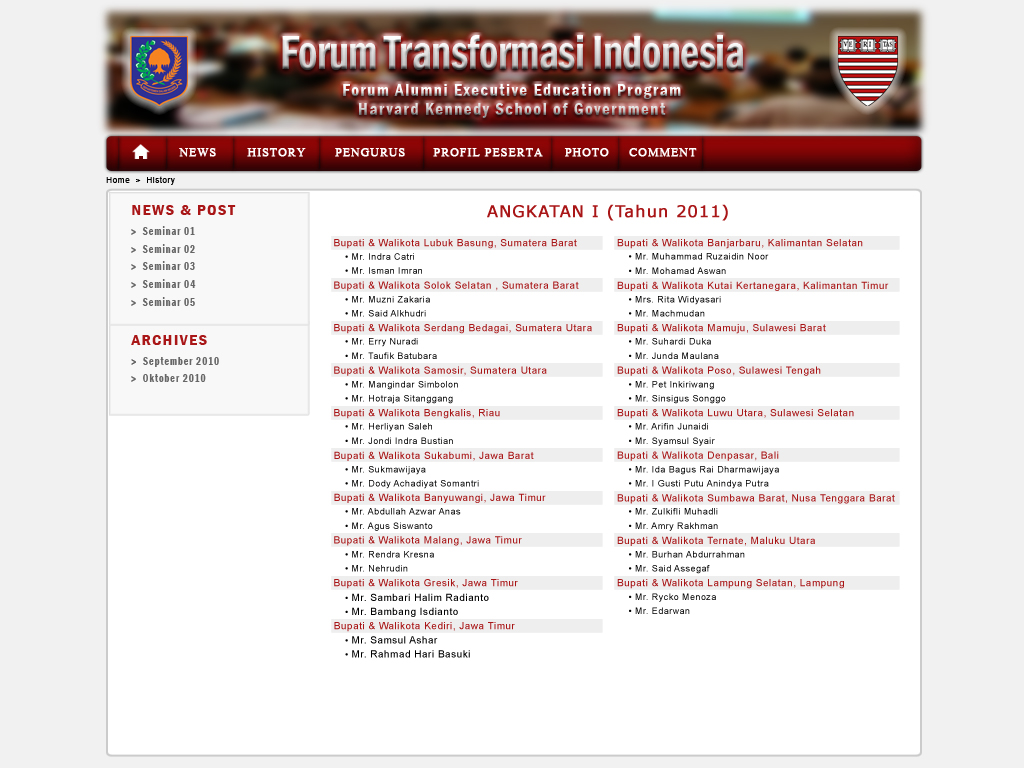 Forum Transformasi Indonesia
Forum Alumni Executive Education Program
Harvard Kennedy School of Government
VE RI TAS
NEWS HISTORY PENGURUS PROFIL PESERTA PHOTO COMMENT
Home > History
NEWS & POST
> Seminar 01
> Seminar 02
> Seminar 03
> Seminar 04
> Seminar 05
ARCHIVES
> September 2010
> Oktober 2010
ANGKATAN I (Tahun 2011)
Bupati & Walikota Lubuk Basung, Sumatera Barat
• Mr. Indra Catri
• Mr. Isman Imran
Bupati & Walikota Solok Selatan , Sumatera Barat
• Mr. Muzni Zakaria
• Mr. Said Alkhudri
Bupati & Walikota Serdang Bedagai, Sumatera Utara
• Mr. Erry Nuradi
• Mr. Taufik Batubara
Bupati & Walikota Samosir, Sumatera Utara
• Mr. Mangindar Simbolon
• Mr. Hotraja Sitanggang
Bupati & Walikota Bengkalis, Riau
• Mr. Herliyan Saleh
• Mr. Jondi Indra Bustian
Bupati & Walikota Sukabumi, Jawa Barat
• Mr. Sukmawijaya
• Mr. Dody Achadiyat Somantri
Bupati & Walikota Banyuwangi, Jawa Timur
• Mr. Abdullah Azwar Anas
• Mr. Agus Siswanto
Bupati & Walikota Malang, Jawa Timur
• Mr. Rendra Kresna
• Mr. Nehrudin
Bupati & Walikota Gresik, Jawa Timur
• Mr. Sambari Halim Radianto
• Mr. Bambang Isdianto
Bupati & Walikota Kediri, Jawa Timur
• Mr. Samsul Ashar
• Mr. Rahmad Hari Basuki
Bupati & Walikota Banjarbaru, Kalimantan Selatan
• Mr. Muhammad Ruzaidin Noor
• Mr. Mohamad Aswan
Bupati & Walikota Kutai Kertanegara, Kalimantan Timur
• Mrs. Rita Widyasari
• Mr. Machmudan
Bupati & Walikota Mamuju, Sulawesi Barat
• Mr. Suhardi Duka
• Mr. Junda Maulana
Bupati & Walikota Poso, Sulawesi Tengah
• Mr. Pet Inkiriwang
• Mr. Sinsigus Songgo
Bupati & Walikota Luwu Utara, Sulawesi Selatan
• Mr. Arifin Junaidi
• Mr. Syamsul Syair
Bupati & Walikota Denpasar, Bali
• Mr. Ida Bagus Rai Dharmawijaya
• Mr. I Gusti Putu Anindya Putra
Bupati & Walikota Sumbawa Barat, Nusa Tenggara Barat
• Mr. Zulkifli Muhadli
• Mr. Amry Rakhman
Bupati & Walikota Ternate, Maluku Utara
• Mr. Burhan Abdurrahman
• Mr. Said Assegaf
Bupati & Walikota Lampung Selatan, Lampung
• Mr. Rycko Menoza
• Mr. Edarwan